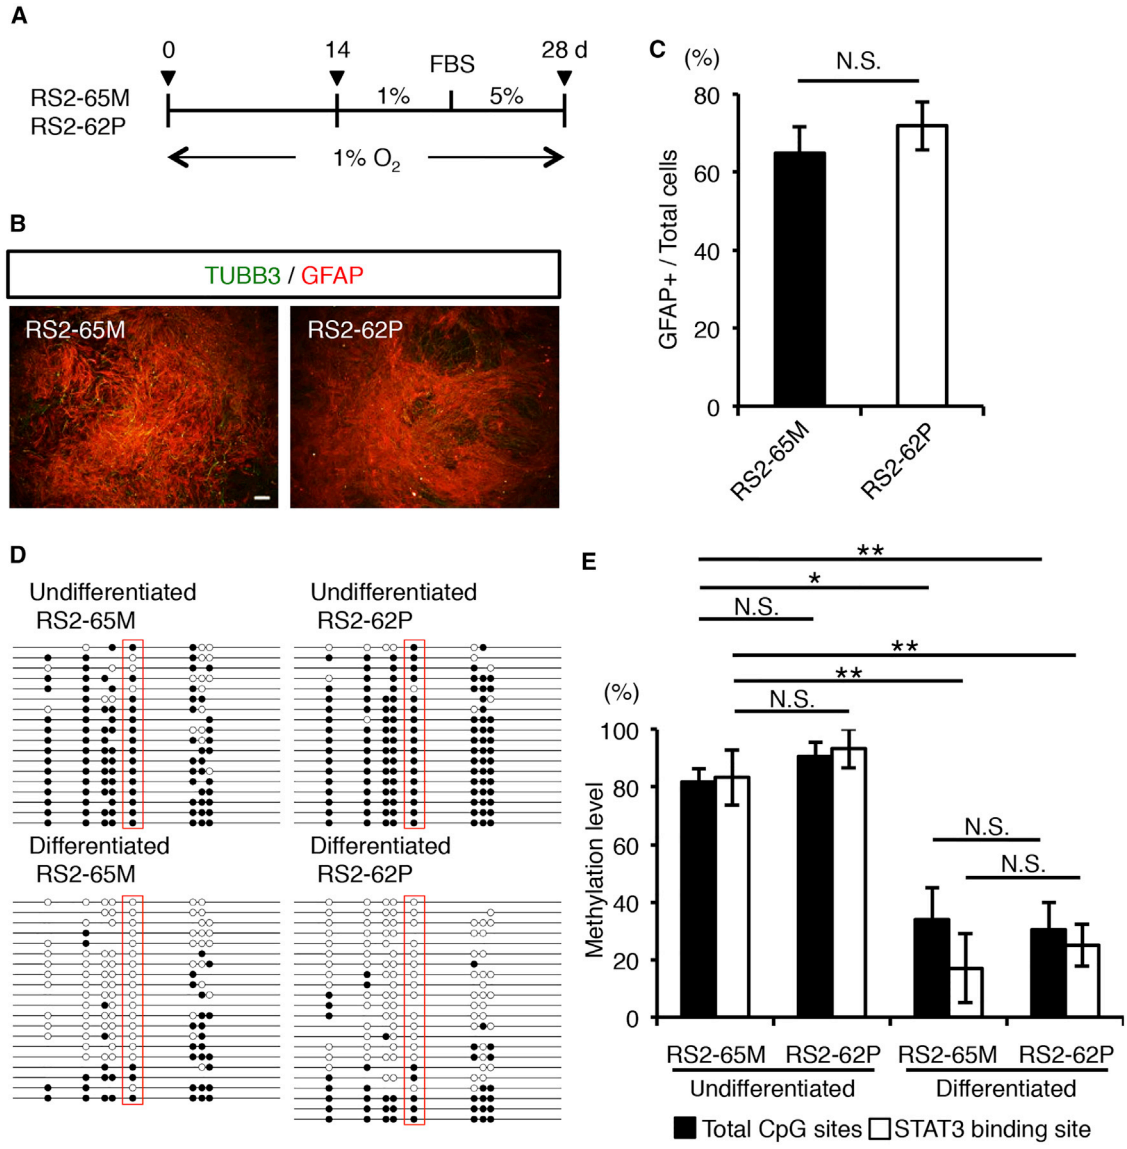 A
0 14 28 d
FBS
RS2-65M
1% 5%
RS2-62P
1% O2
B
TUBB3 / GFAP
RS2-65M
RS2-62P
C
(%)
N.S.
80
60
40
20
0
GFAP+ / Total cells
RS2-65M
RS2-62P
D
Undifferentiated
RS2-65M
Undifferentiated
RS2-62P
Differentiated
RS2-65M
Differentiated
RS2-62P
E
**
*
N.S.
**
**
N.S.
(%)
100
80
60
40
20
0
Methylation level
N.S.
N.S.
RS2-65M RS2-62P RS2-65M RS2-62P
Undifferentiated Differentiated
Total CpG sites STAT3 binding site